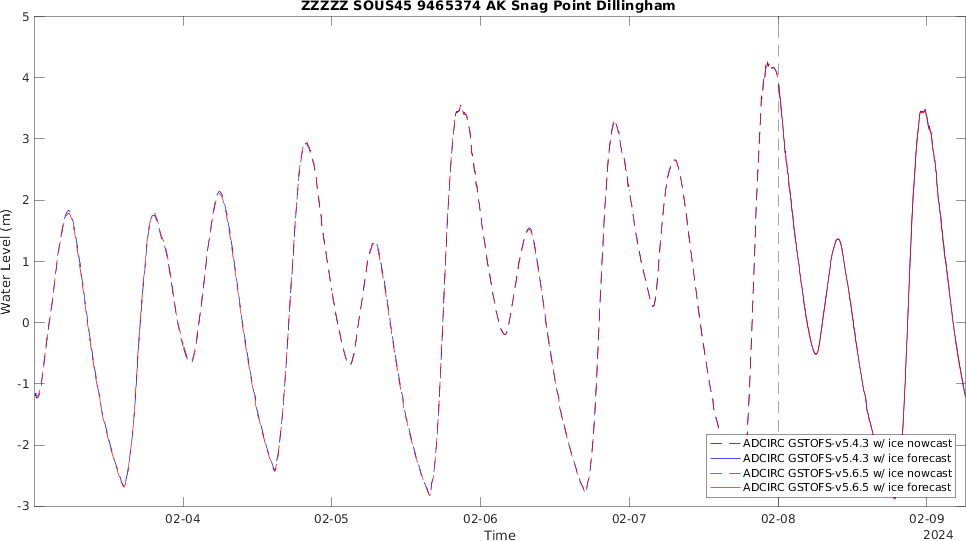 ZZZZZ SOUS45 9465374 AK Snag Point Dillingham
5
4
3
2
1
0
-1
-2
-3
Water Level (m)
02-04
02-05
02-06
02-07
02-08
02-09
Time
2024
ADCIRC GSTOFS-v5.4.3 w/ ice nowcast
ADCIRC GSTOFS-v5.4.3 w/ ice forecast
ADCIRC GSTOFS-v5.6.5 w/ ice nowcast
ADCIRC GSTOFS-v5.6.5 w/ ice forecast